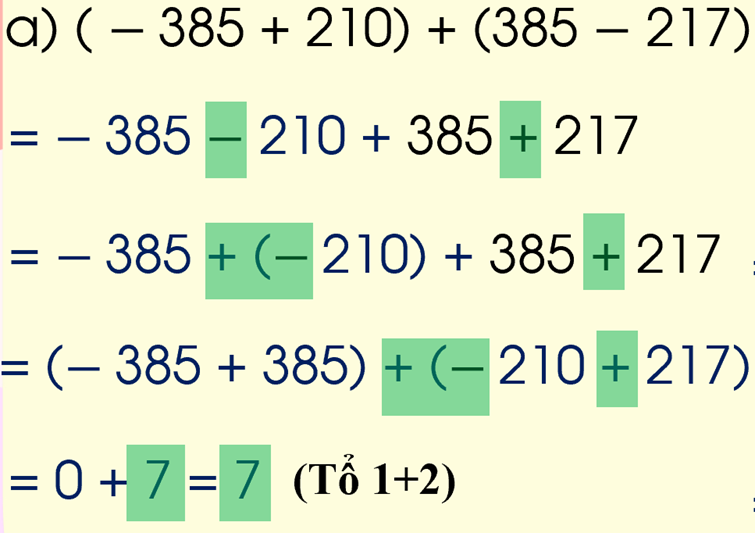 a) ( – 385 + 210) + (385 – 217)
= – 385 – 210 + 385 + 217
= – 385 + (– 210) + 385 + 217
= (– 385 + 385) + (– 210 + 217)
= 0 + 7 = 7 (Tổ 1+2)